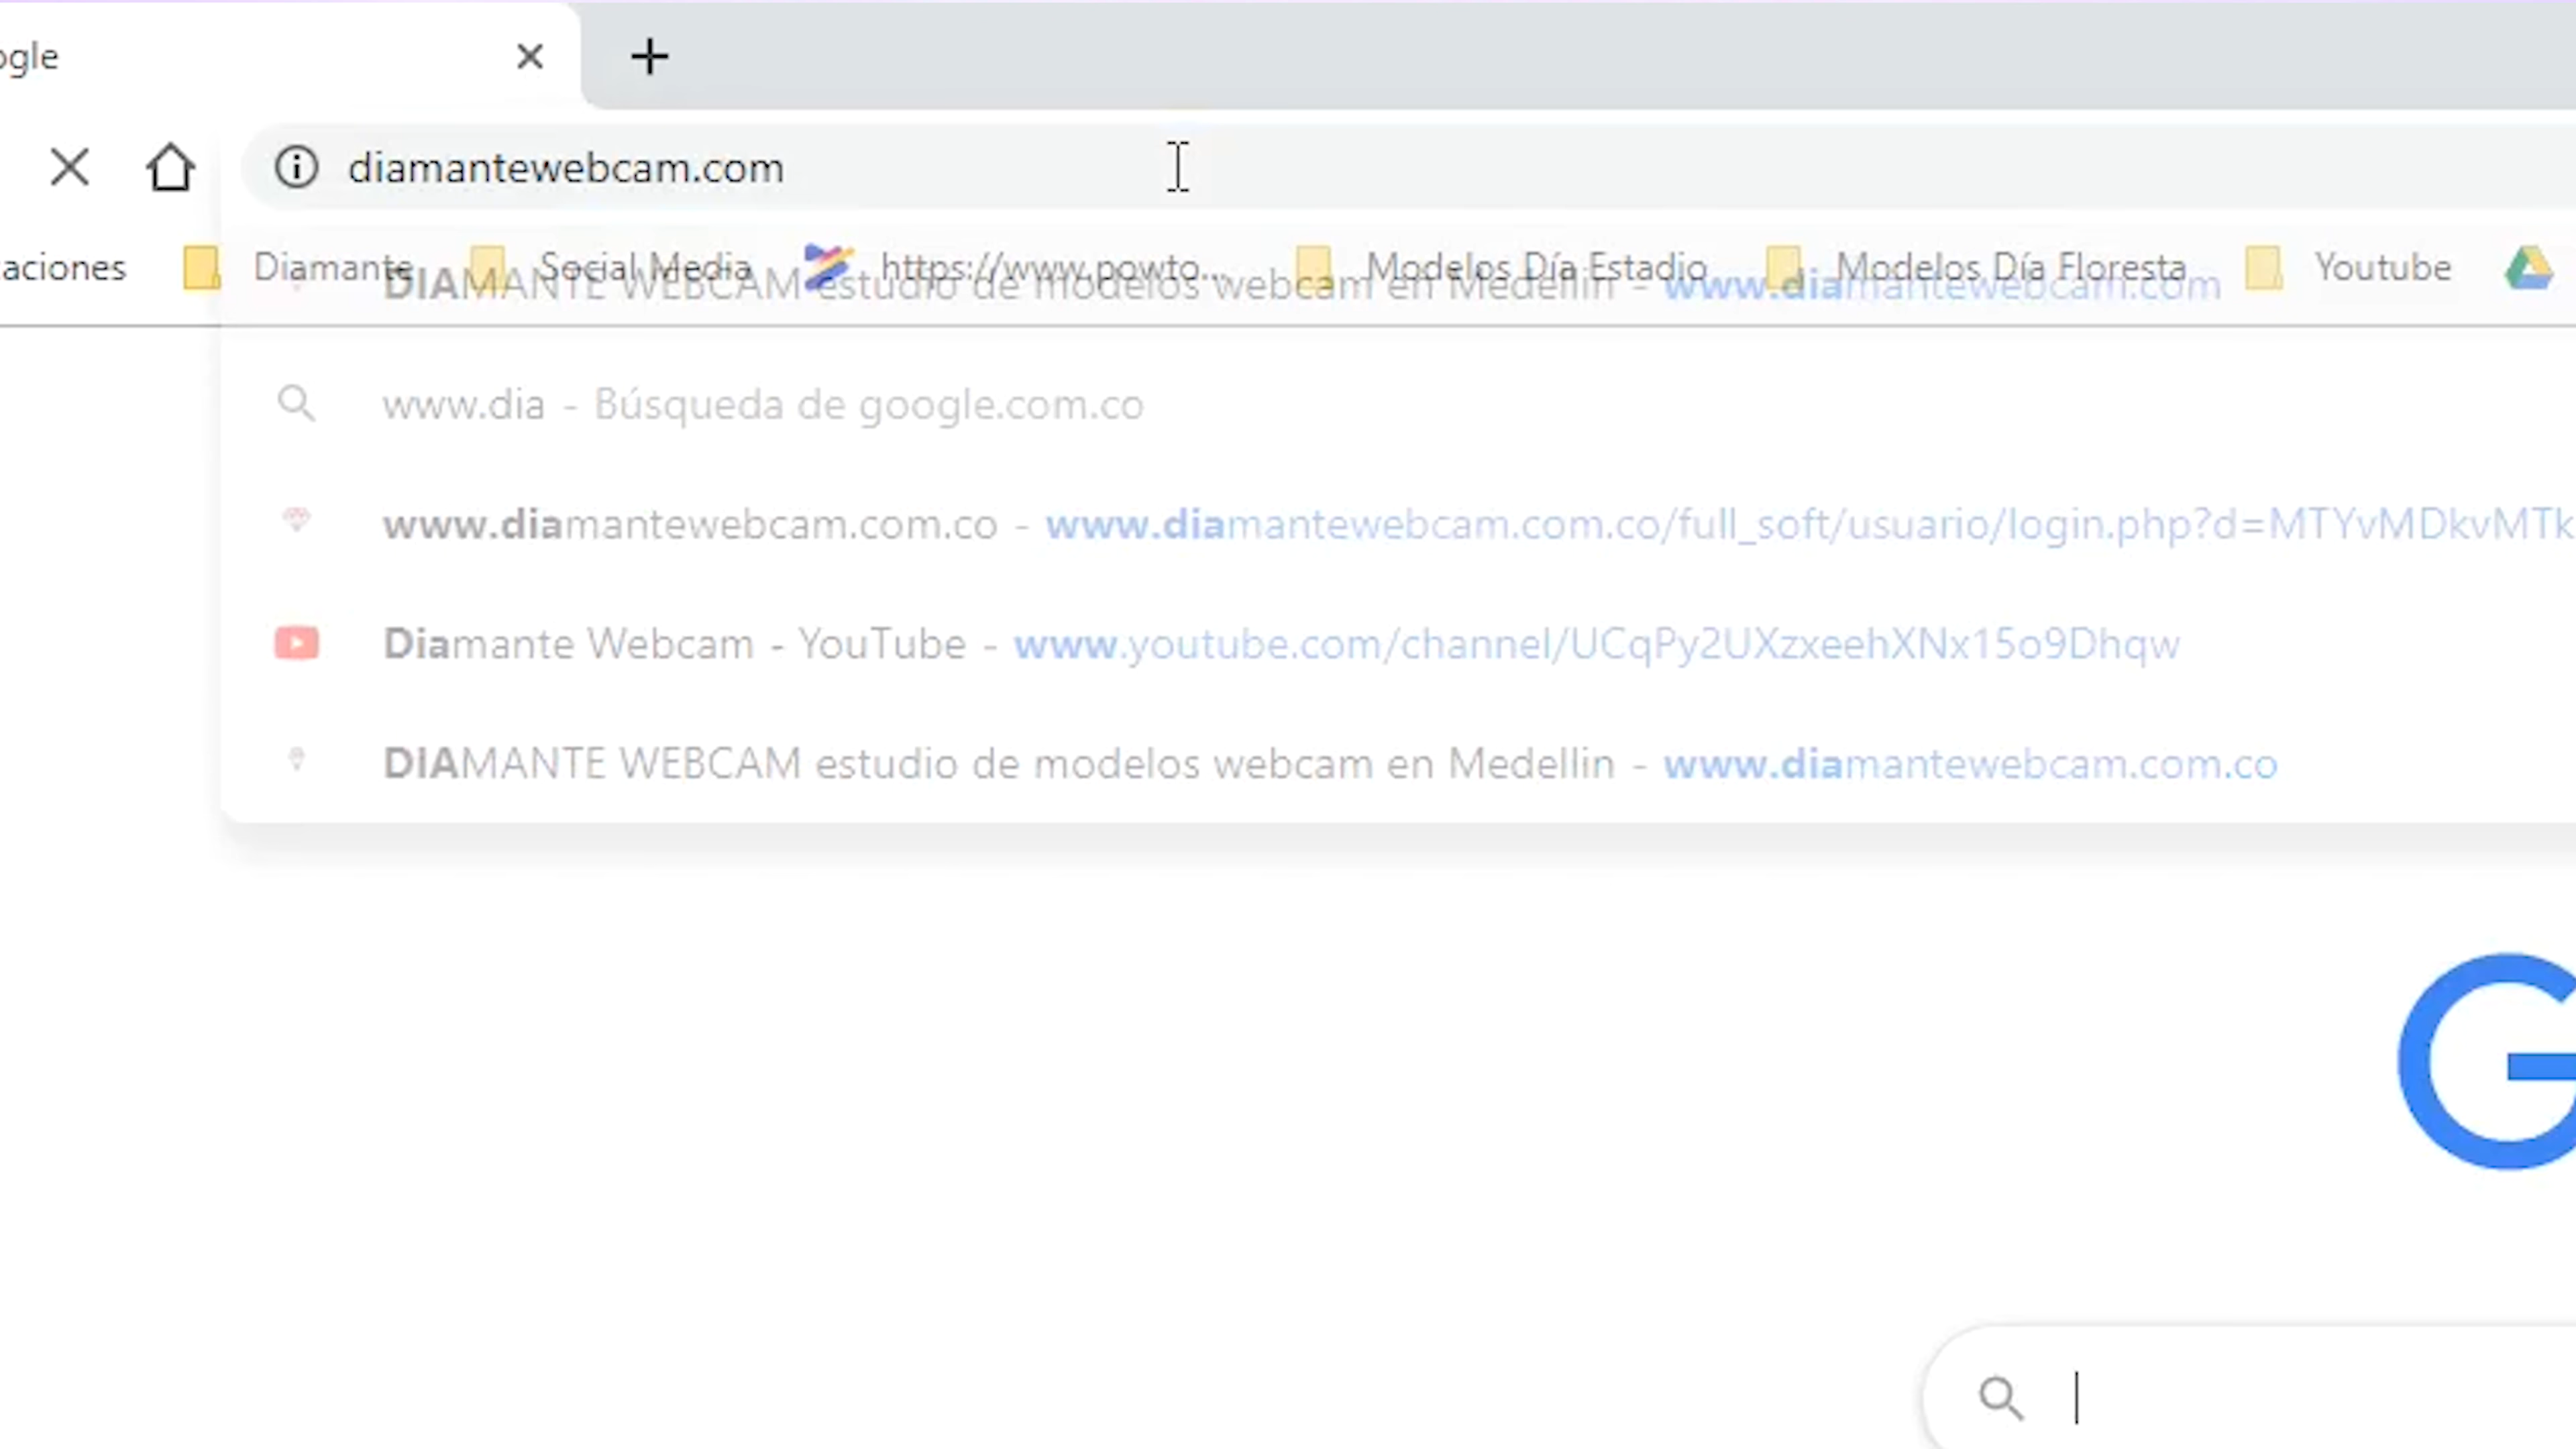 ogle
diamantewebcam.com
aciones Diamante Social Media https://www.powto... Modelos Día Estadio Modelos Día Floresta Youtube
DIAMANTE WEBCAM estudio de modelos webcam en Medellin - www.diamantewebcam.com
www.dia - Búsqueda de google.com.co
www.diamantewebcam.com.co - www.diamantewebcam.com.co/full_soft/usuario/login.php?d=MTYvMDkvMTk
Diamante Webcam - YouTube - www.youtube.com/channel/UCqPy2UXzxeehXNx15o9Dhqw
DIAMANTE WEBCAM estudio de modelos webcam en Medellin - www.diamantewebcam.com.co
G